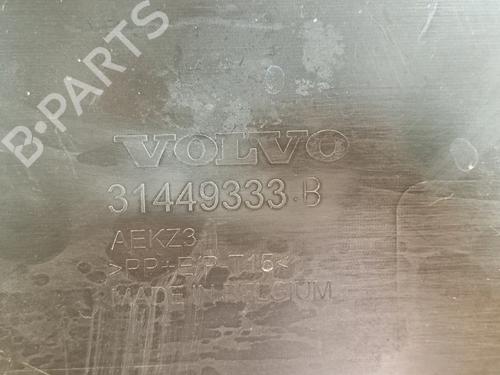 B-PARTS
VOLVO
31449333 B
AEKZ3
>PP+E/P T15<
MADE IN BELGIUM